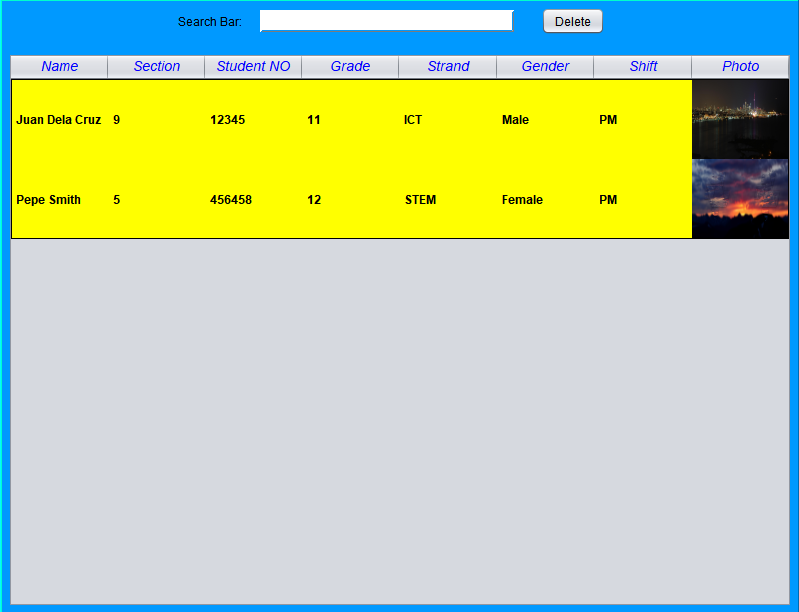 Search Bar: Delete
Name Section Student NO Grade Strand Gender Shift Photo
Juan Dela Cruz 9 12345 11 ICT Male PM
Pepe Smith 5 456458 12 STEM Female PM